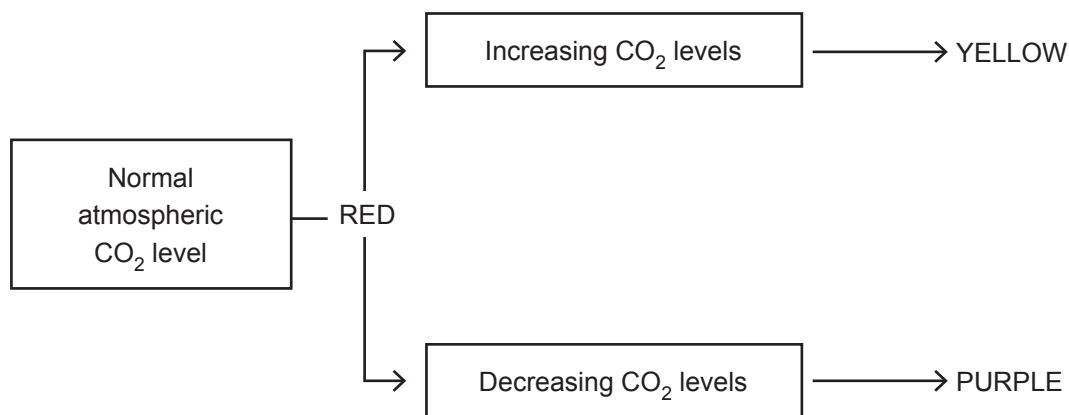 Increasing CO₂ levels
YELLOW
Normal
atmospheric
CO₂ level
RED
Decreasing CO₂ levels
PURPLE